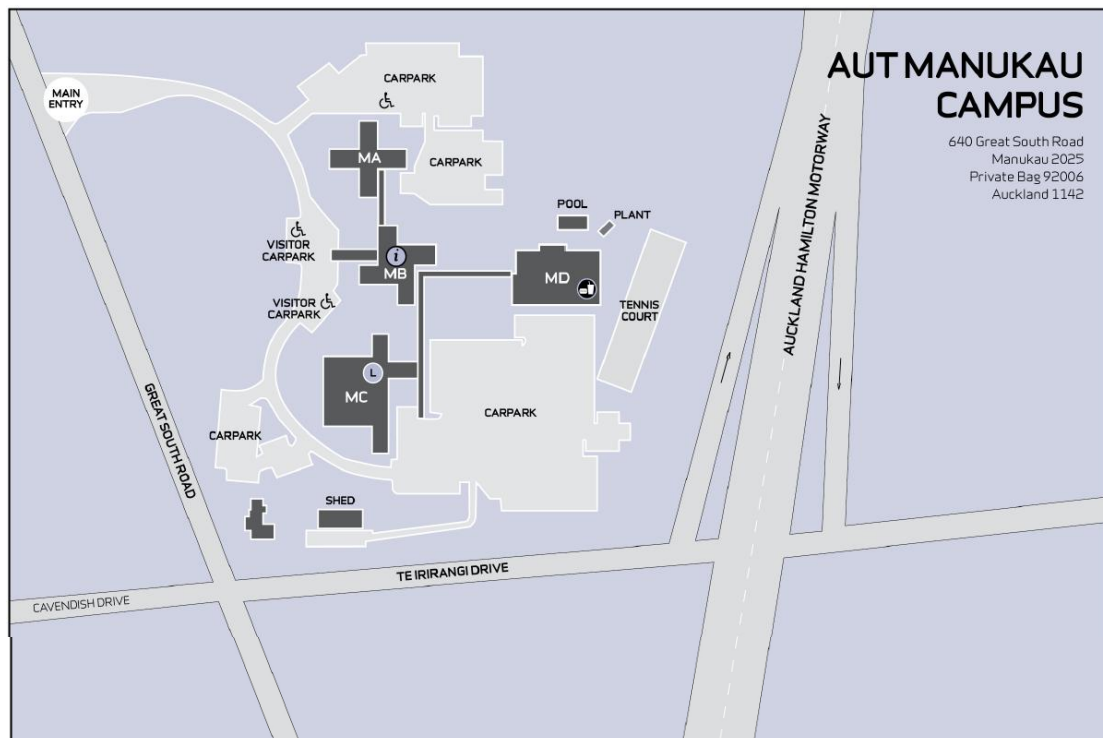 AUT MANUKAU
CAMPUS
640 Great South Road
Manukau 2025
Private Bag 92006
Auckland 1142
MAIN
ENTRY
CARPARK
MA
CARPARK
POOL
PLANT
VISITOR
CARPARK
i
MB
MD
VISITOR
CARPARK
TENNIS
COURT
AUCKLAND HAMILTON MOTORWAY
L
MC
CARPARK
GREAT SOUTH ROAD
CARPARK
SHED
TE IRIRANGI DRIVE
CAVENDISH DRIVE